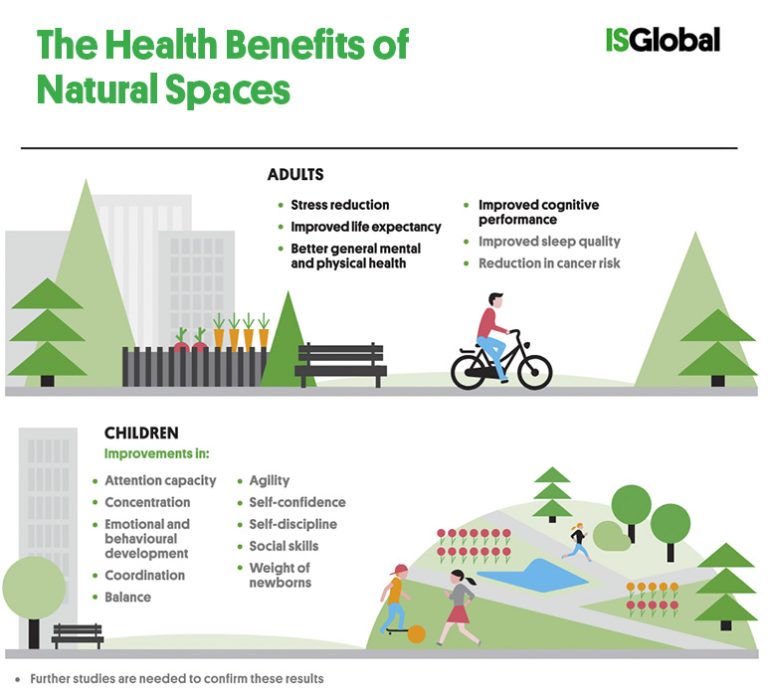 The Health Benefits of
Natural Spaces
ISGlobal
ADULTS
• Stress reduction
• Improved life expectancy
• Better general mental
and physical health
• Improved cognitive
performance
• Improved sleep quality
• Reduction in cancer risk
CHILDREN
Improvements in:
• Attention capacity
• Concentration
• Emotional and
behavioural
development
• Coordination
• Balance
• Agility
• Self-confidence
• Self-discipline
• Social skills
• Weight of
newborns
• Further studies are needed to confirm these results